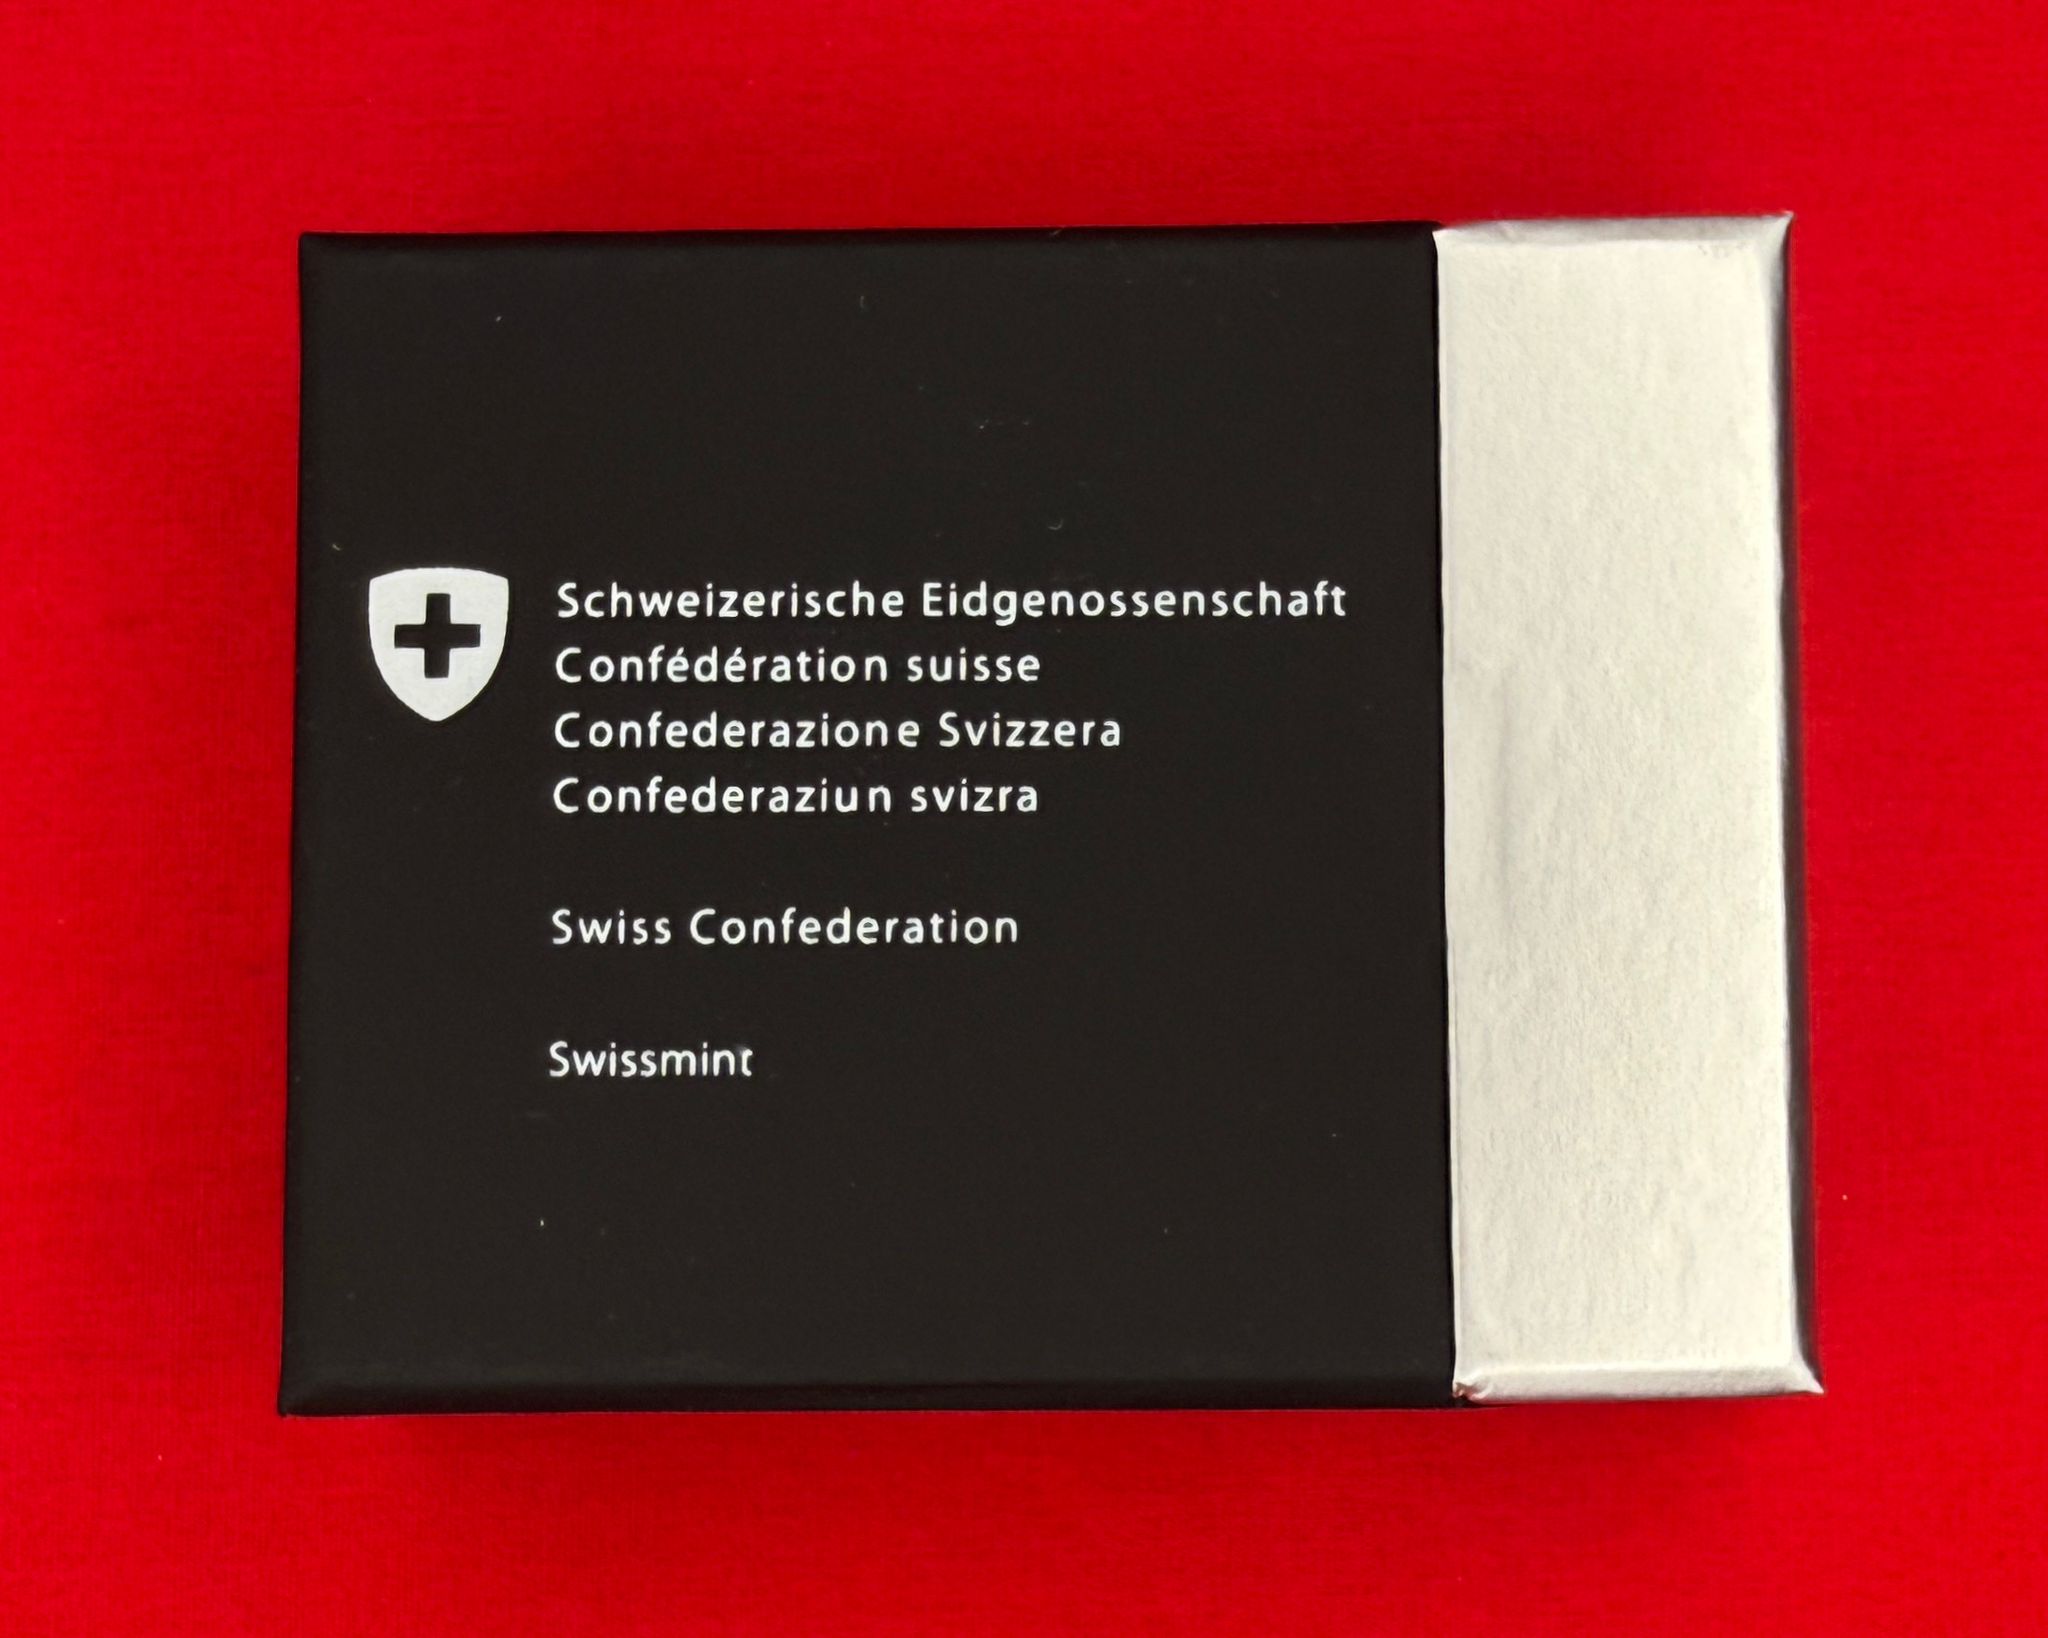 Schweizerische Eidgenossenschaft
Confédération suisse
Confederazione Svizzera
Confederaziun svizra
Swiss Confederation
Swissmint